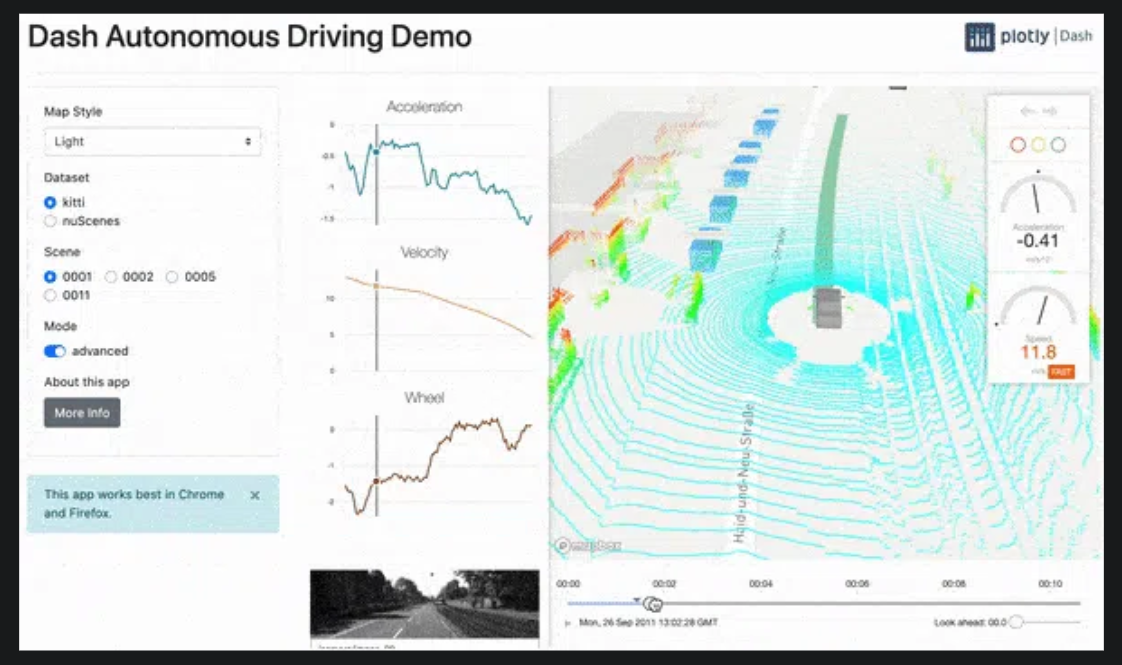 Dash Autonomous Driving Demo
plotly | Dash
Map Style
Light
Dataset
kitti
nuScenes
Scene
0001 0002 0005
0011
Mode
advanced
About this app
More Info
This app works best in Chrome
and Firefox.
Acceleration
0
-0.5
-1
-1.5
Velocity
10
5
0
Wheel
0
-1
-2
Haid-und-Neu-Straße
mapbox
Acceleration
-0.41
Speed
11.8
FAST
00:00 00:02 00:04 00:06 00:08 00:10
Mon, 26 Sep 2011 13:02:28 GMT
Look ahead: 00.0